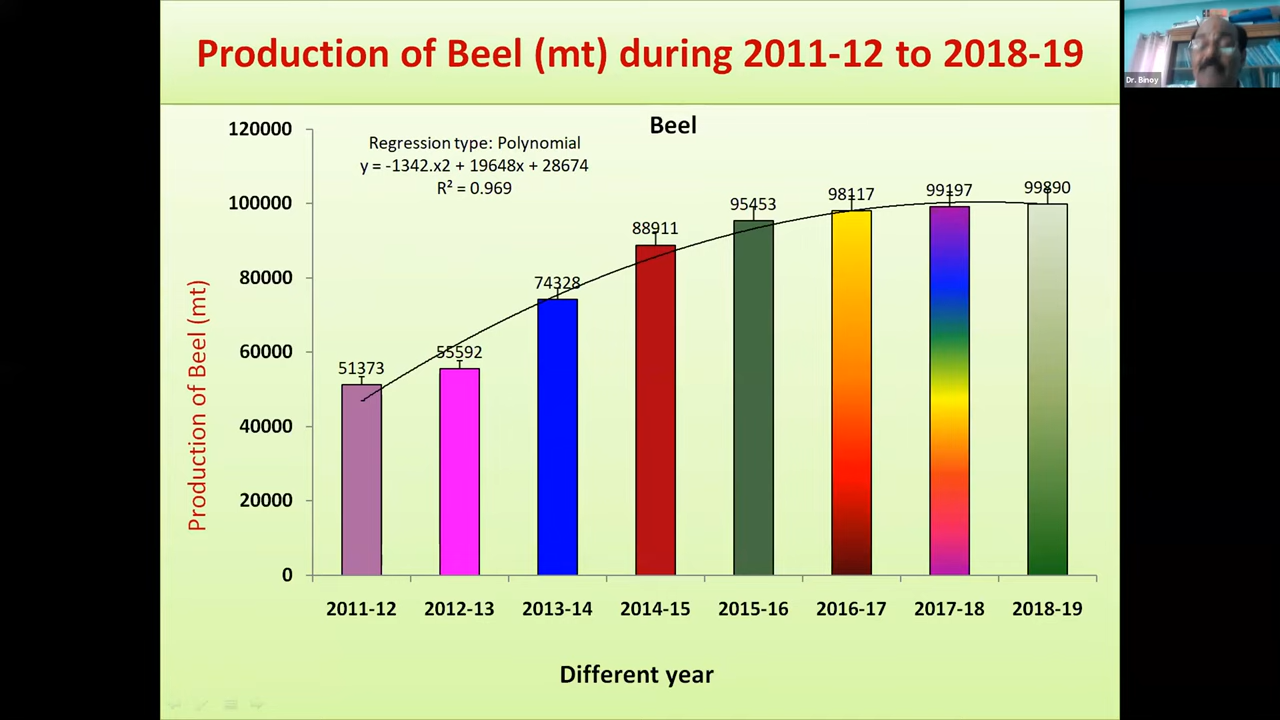 Production of Beel (mt) during 2011-12 to 2018-19
Dr. Binoy
Beel
Regression type: Polynomial
y = -1342.x2 + 19648x + 28674
R² = 0.969
120000
100000
80000
60000
40000
20000
0
Production of Beel (mt)
51373
55592
74328
88911
95453
98117
99197
99890
2011-12
2012-13
2013-14
2014-15
2015-16
2016-17
2017-18
2018-19
Different year